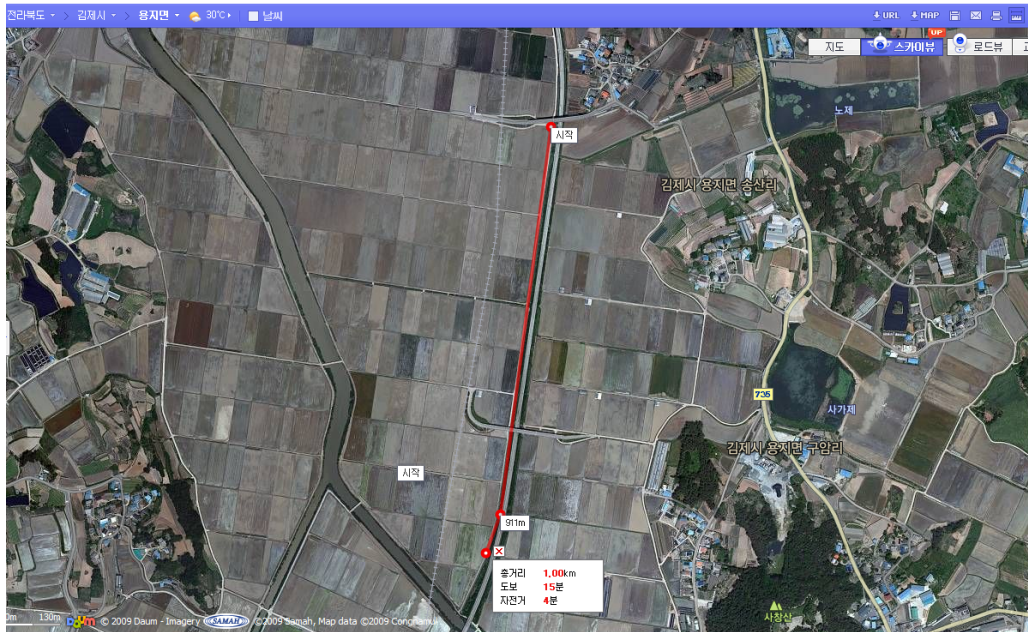 전라북도 > 김제시 > 용지면 30℃ 날씨
URL MAP
UP
지도 스카이뷰 로드뷰
노제
시작
김제시 용지면 송산리
735
사가제
김제시 용지면 구암리
시작
911m
총거리 1.00km
도보 15분
자전거 4분
사창산
130m
© 2009 Daum - Imagery SAMAH ©2009 Samah, Map data ©2009